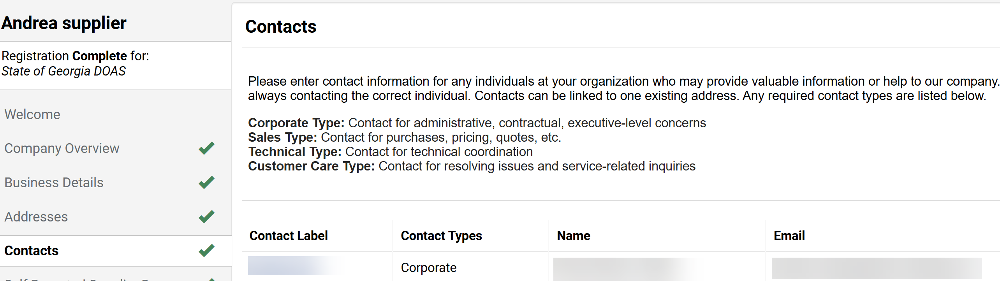 Andrea supplier
Registration Complete for:
State of Georgia DOAS
Welcome
Company Overview
Business Details
Addresses
Contacts
Contacts
Please enter contact information for any individuals at your organization who may provide valuable information or help to our company.
always contacting the correct individual. Contacts can be linked to one existing address. Any required contact types are listed below.
Corporate Type: Contact for administrative, contractual, executive-level concerns
Sales Type: Contact for purchases, pricing, quotes, etc.
Technical Type: Contact for technical coordination
Customer Care Type: Contact for resolving issues and service-related inquiries
Contact Label Contact Types Name Email
Corporate